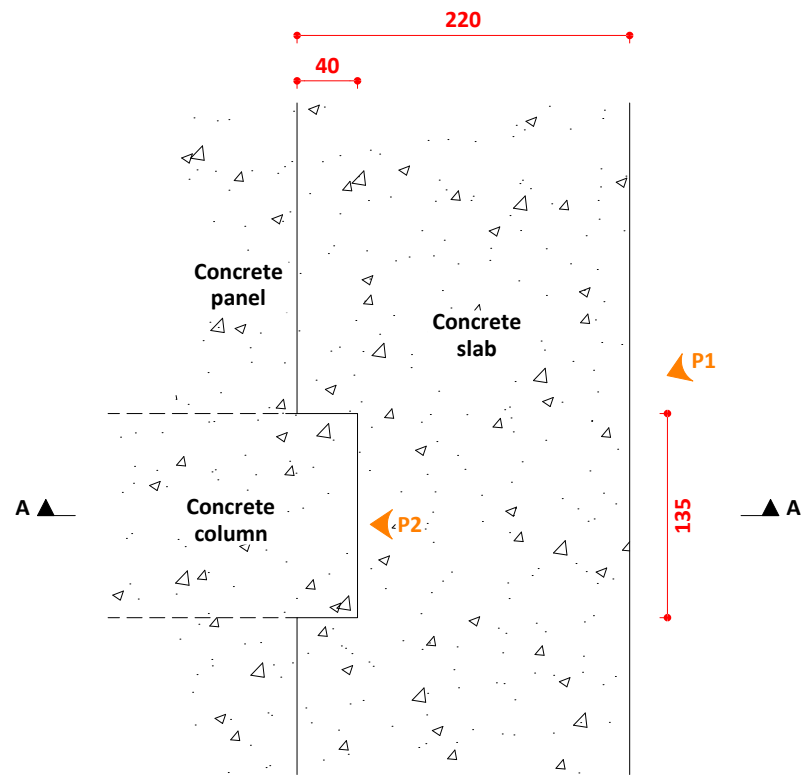 220
40
Concrete
panel
Concrete
slab
P1
A
Concrete
column
P2
135
A